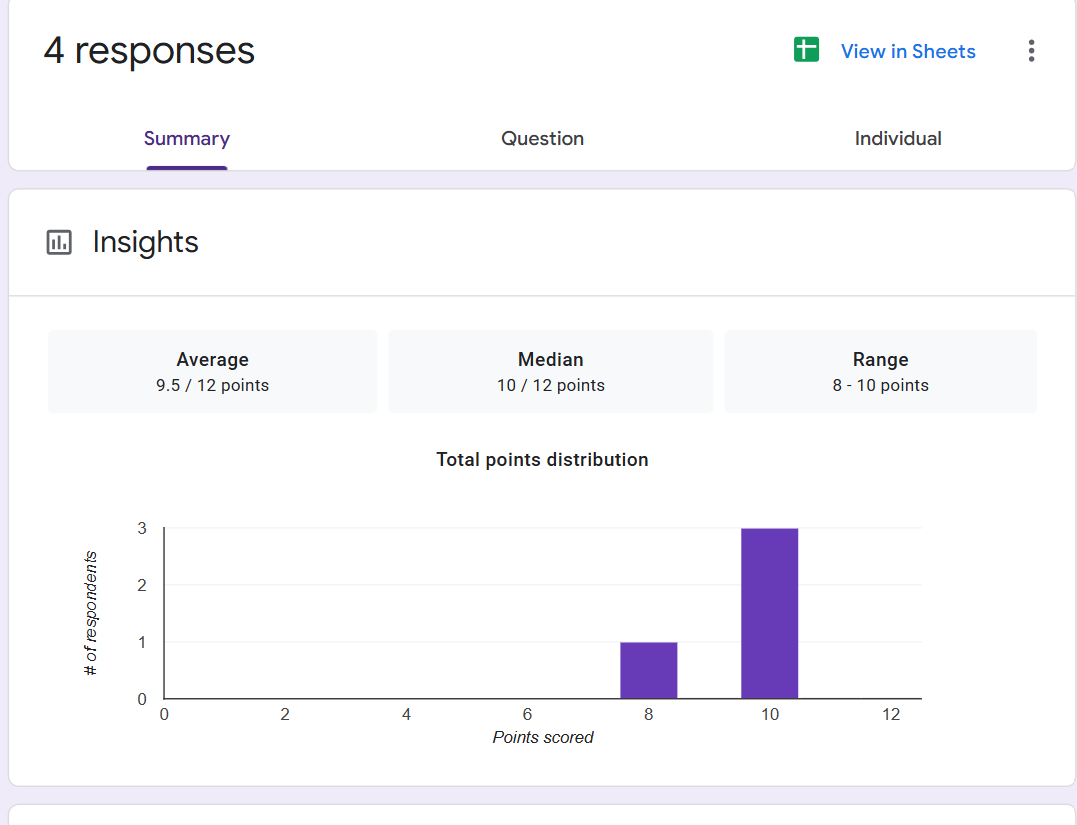 4 responses
View in Sheets
Summary
Question
Individual
Insights
Average
9.5 / 12 points
Median
10 / 12 points
Range
8 - 10 points
Total points distribution
# of respondents
3
2
1
0
0 2 4 6 8 10 12
Points scored